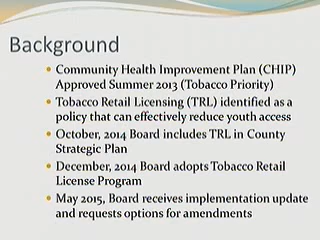 Background
• Community Health Improvement Plan (CHIP)
Approved Summer 2013 (Tobacco Priority)
• Tobacco Retail Licensing (TRL) identified as a
policy that can effectively reduce youth access
• October, 2014 Board includes TRL in County
Strategic Plan
• December, 2014 Board adopts Tobacco Retail
License Program
• May 2015, Board receives implementation update
and requests options for amendments